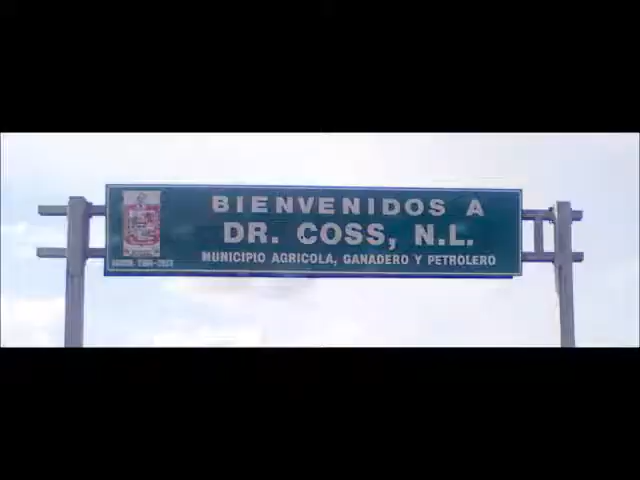 BIENVENIDOS A
DR. COSS, N.L.
MUNICIPIO AGRICOLA, GANADERO Y PETROLERO